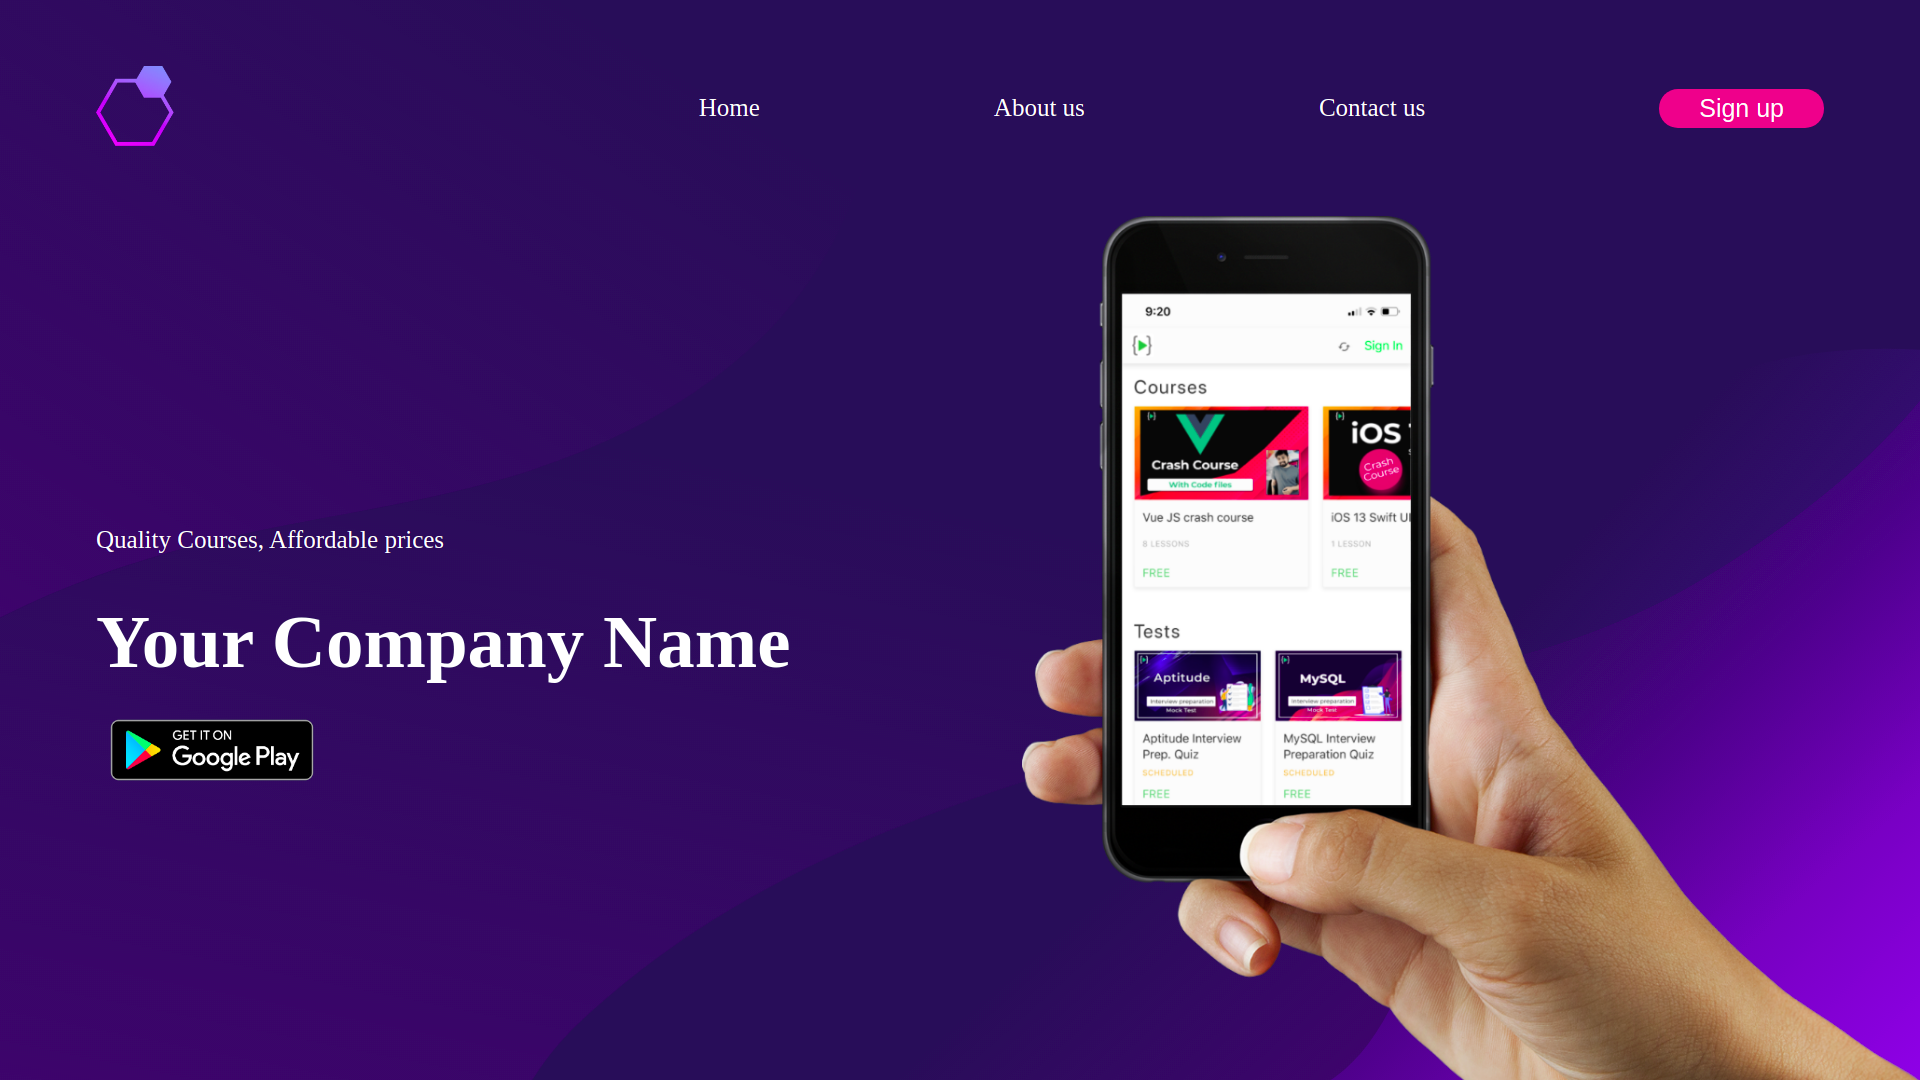 Home
About us
Contact us
Sign up
9:20
Sign In
Courses
Crash Course
With Code files
iOS
Crash
Course
Vue JS crash course
iOS 13 Swift UI
8 LESSONS
1 LESSON
FREE
FREE
Quality Courses, Affordable prices
Your Company Name
GET IT ON
Google Play
Tests
Aptitude
Interview preparation
Mock Test
MySQL
Interview preparation
Mock Test
Aptitude Interview
Prep. Quiz
MySQL Interview
Preparation Quiz
SCHEDULED
SCHEDULED
FREE
FREE